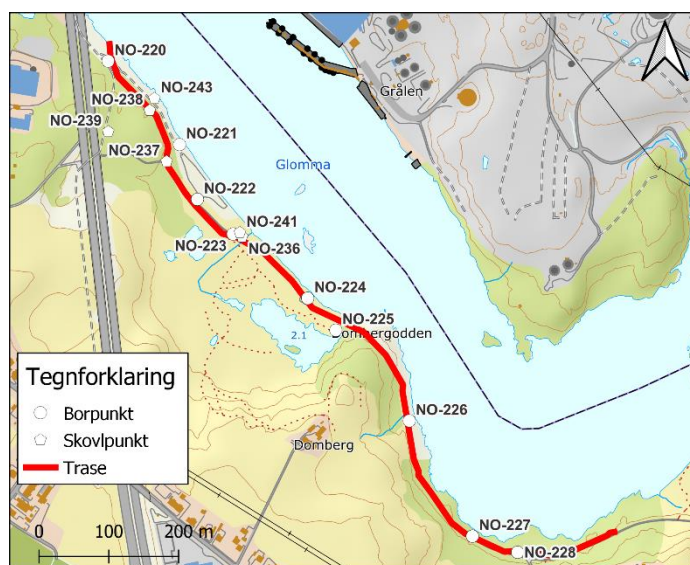 NO-220
NO-243
NO-238
NO-239
NO-221
NO-237
Grålen
Glomma
NO-222
NO-241
NO-223
NO-236
NO-224
NO-225
2.1
Dombergodden
NO-226
Domberg
NO-227
NO-228
Tegnforklaring
Borpunkt
Skovlpunkt
Trase
0 100 200 m